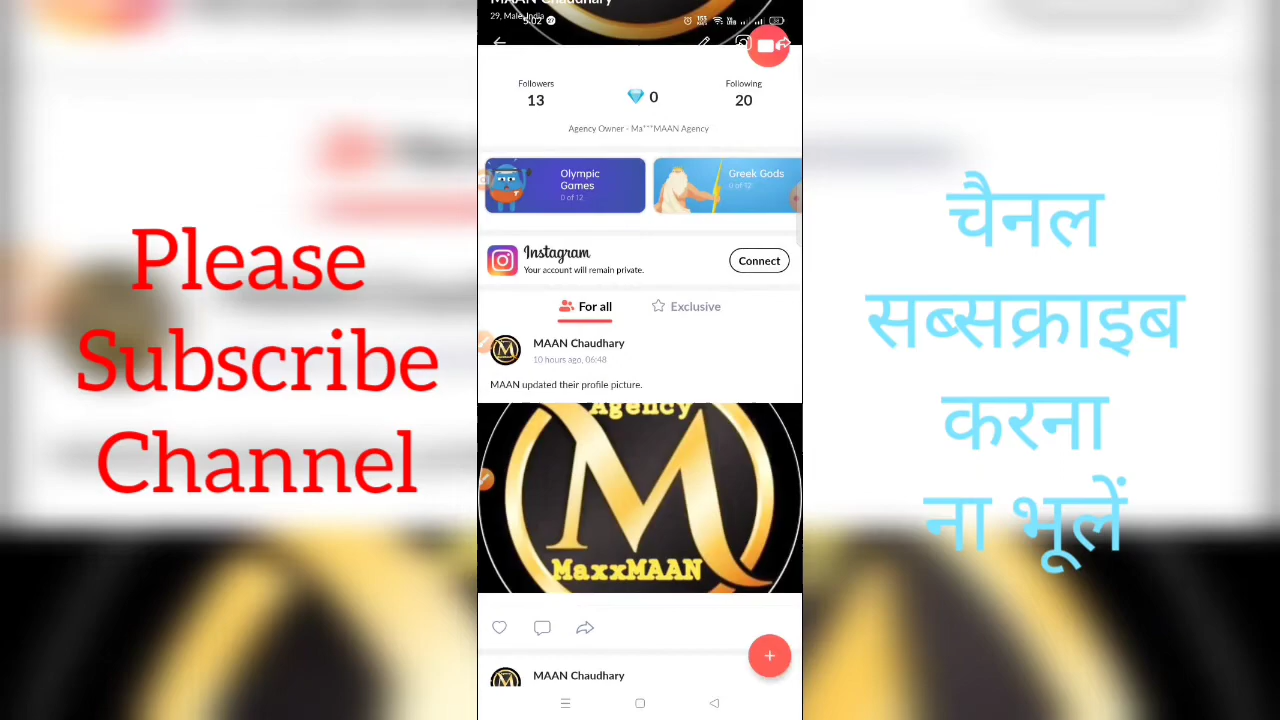 Please
Subscribe
Channel
MAAN Chaudhary
29, Male, India
5:02
Followers
13
0
Following
20
Agency Owner - Ma***MAAN Agency
Olympic
Games
0 of 12
Greek Gods
0 of 12
Instagram
Your account will remain private.
Connect
For all
Exclusive
MAAN Chaudhary
10 hours ago, 06:48
MAAN updated their profile picture.
Agency
M
MaxxMAAN
MAAN Chaudhary
चैनल
सब्सक्राइब
करना
ना भूलें